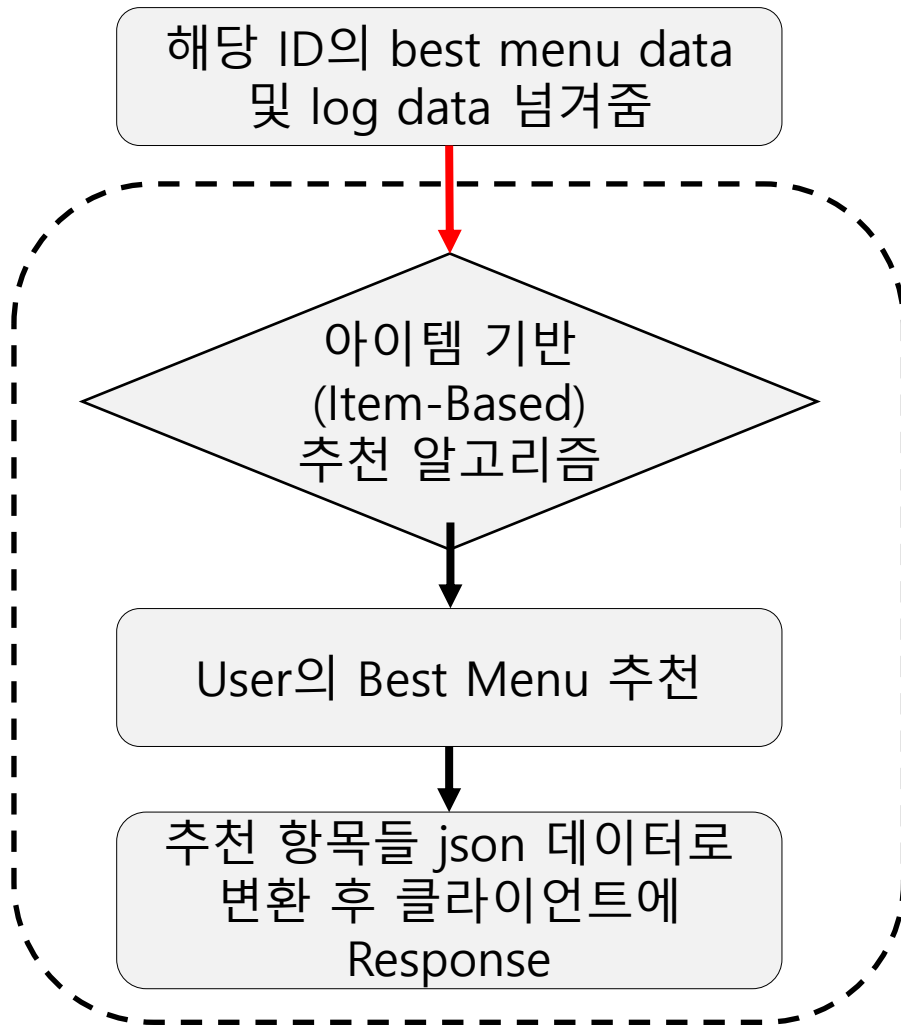 해당 ID의 best menu data
및 log data 넘겨줌
아이템 기반
(Item-Based)
추천 알고리즘
User의 Best Menu 추천
추천 항목들 json 데이터로
변환 후 클라이언트에
Response